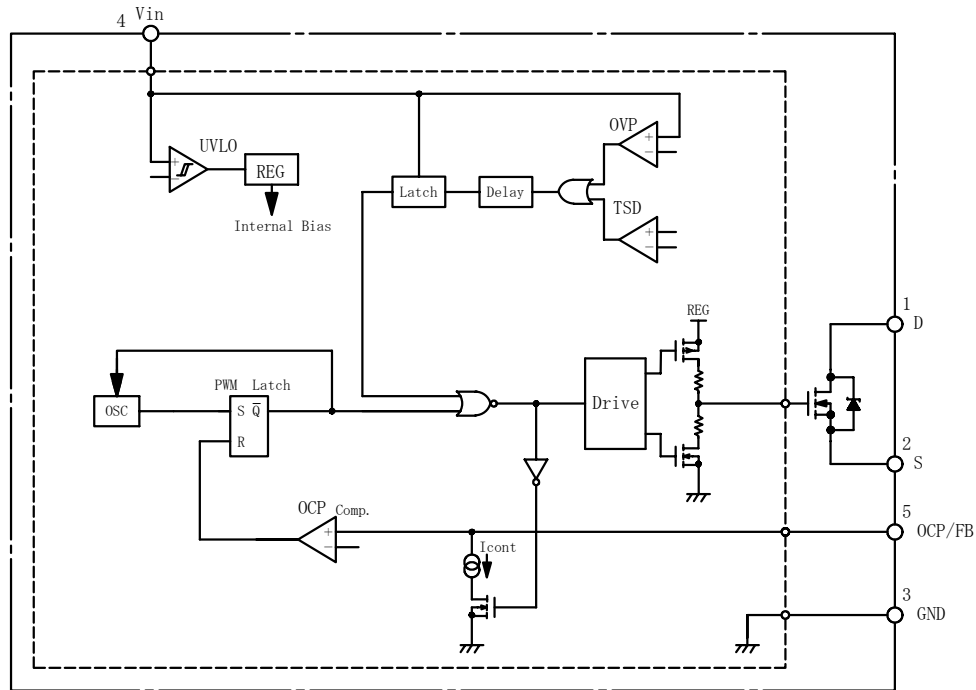 4 Vin
UVLO
REG
Internal Bias
Latch
Delay
OVP
TSD
REG
1
D
OSC
PWM Latch
S Q̅
R
Drive
2
S
OCP Comp.
Icont
5
OCP/FB
3
GND